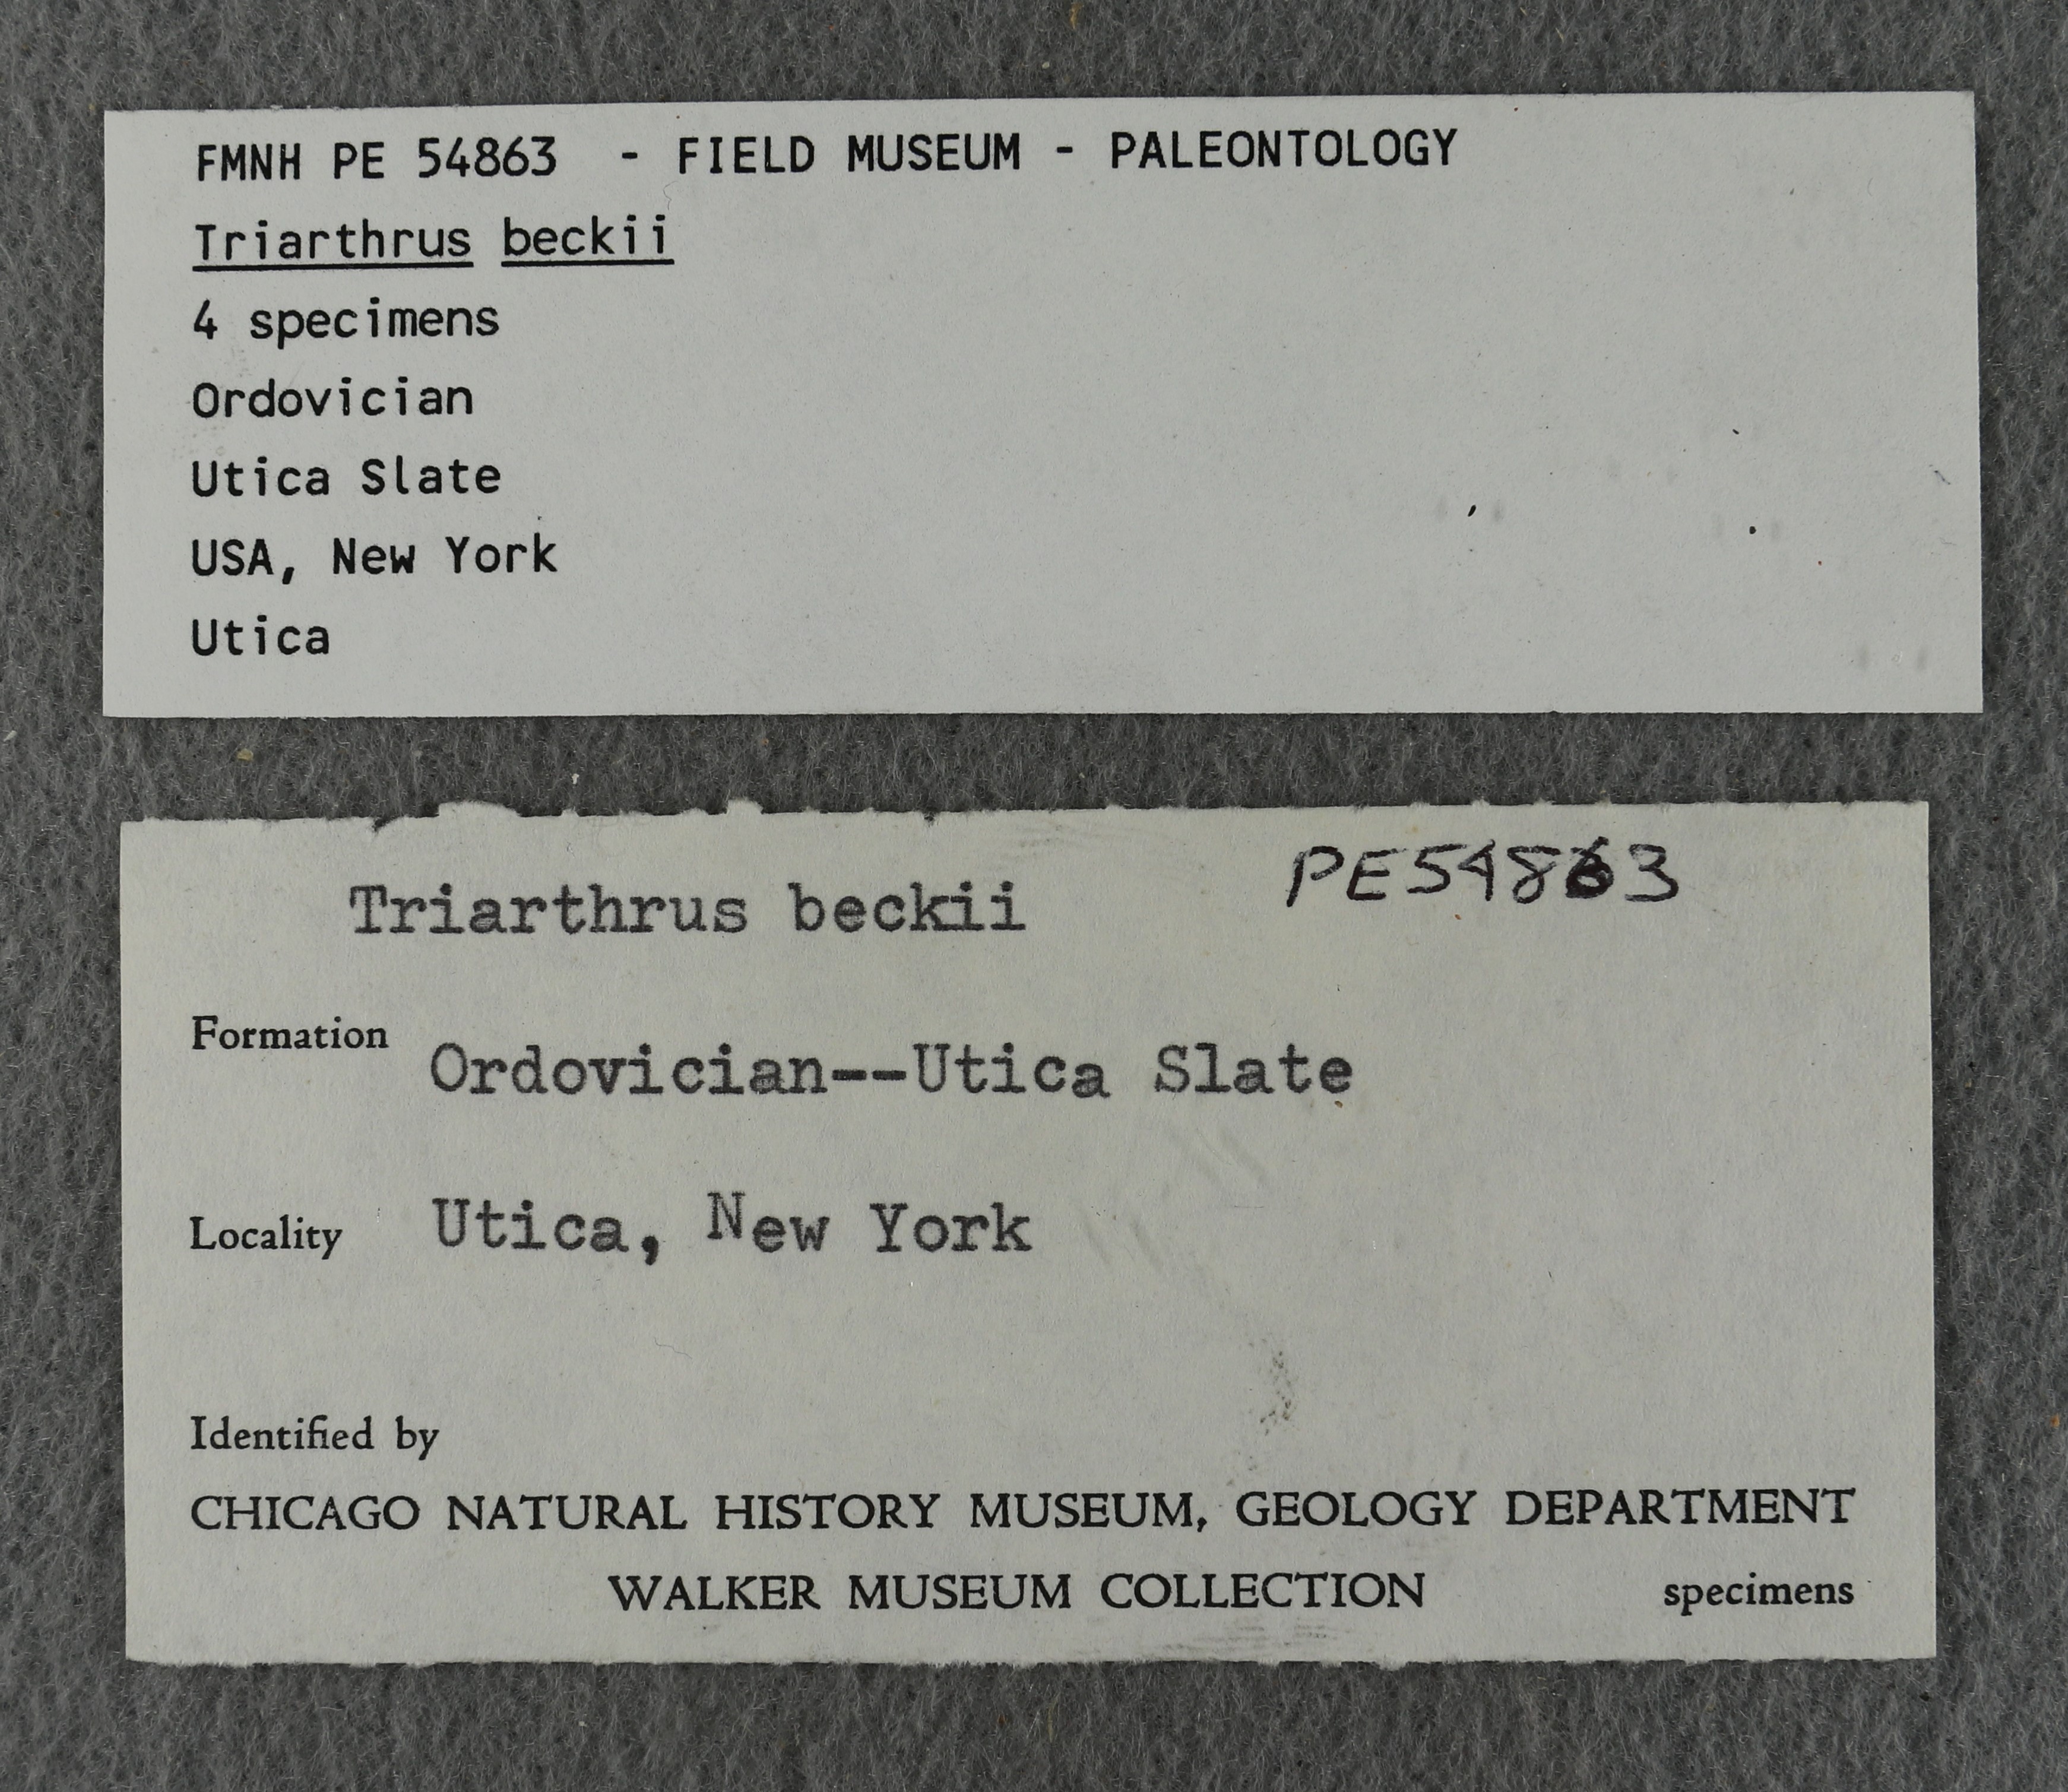 FMNH PE 54863 - FIELD MUSEUM - PALEONTOLOGY
Triarthrus beckii
4 specimens
Ordovician
Utica Slate
USA, New York
Utica
PE54863
Triarthrus beckii
Formation Ordovician--Utica Slate
Locality Utica, New York
Identified by
CHICAGO NATURAL HISTORY MUSEUM, GEOLOGY DEPARTMENT
WALKER MUSEUM COLLECTION specimens